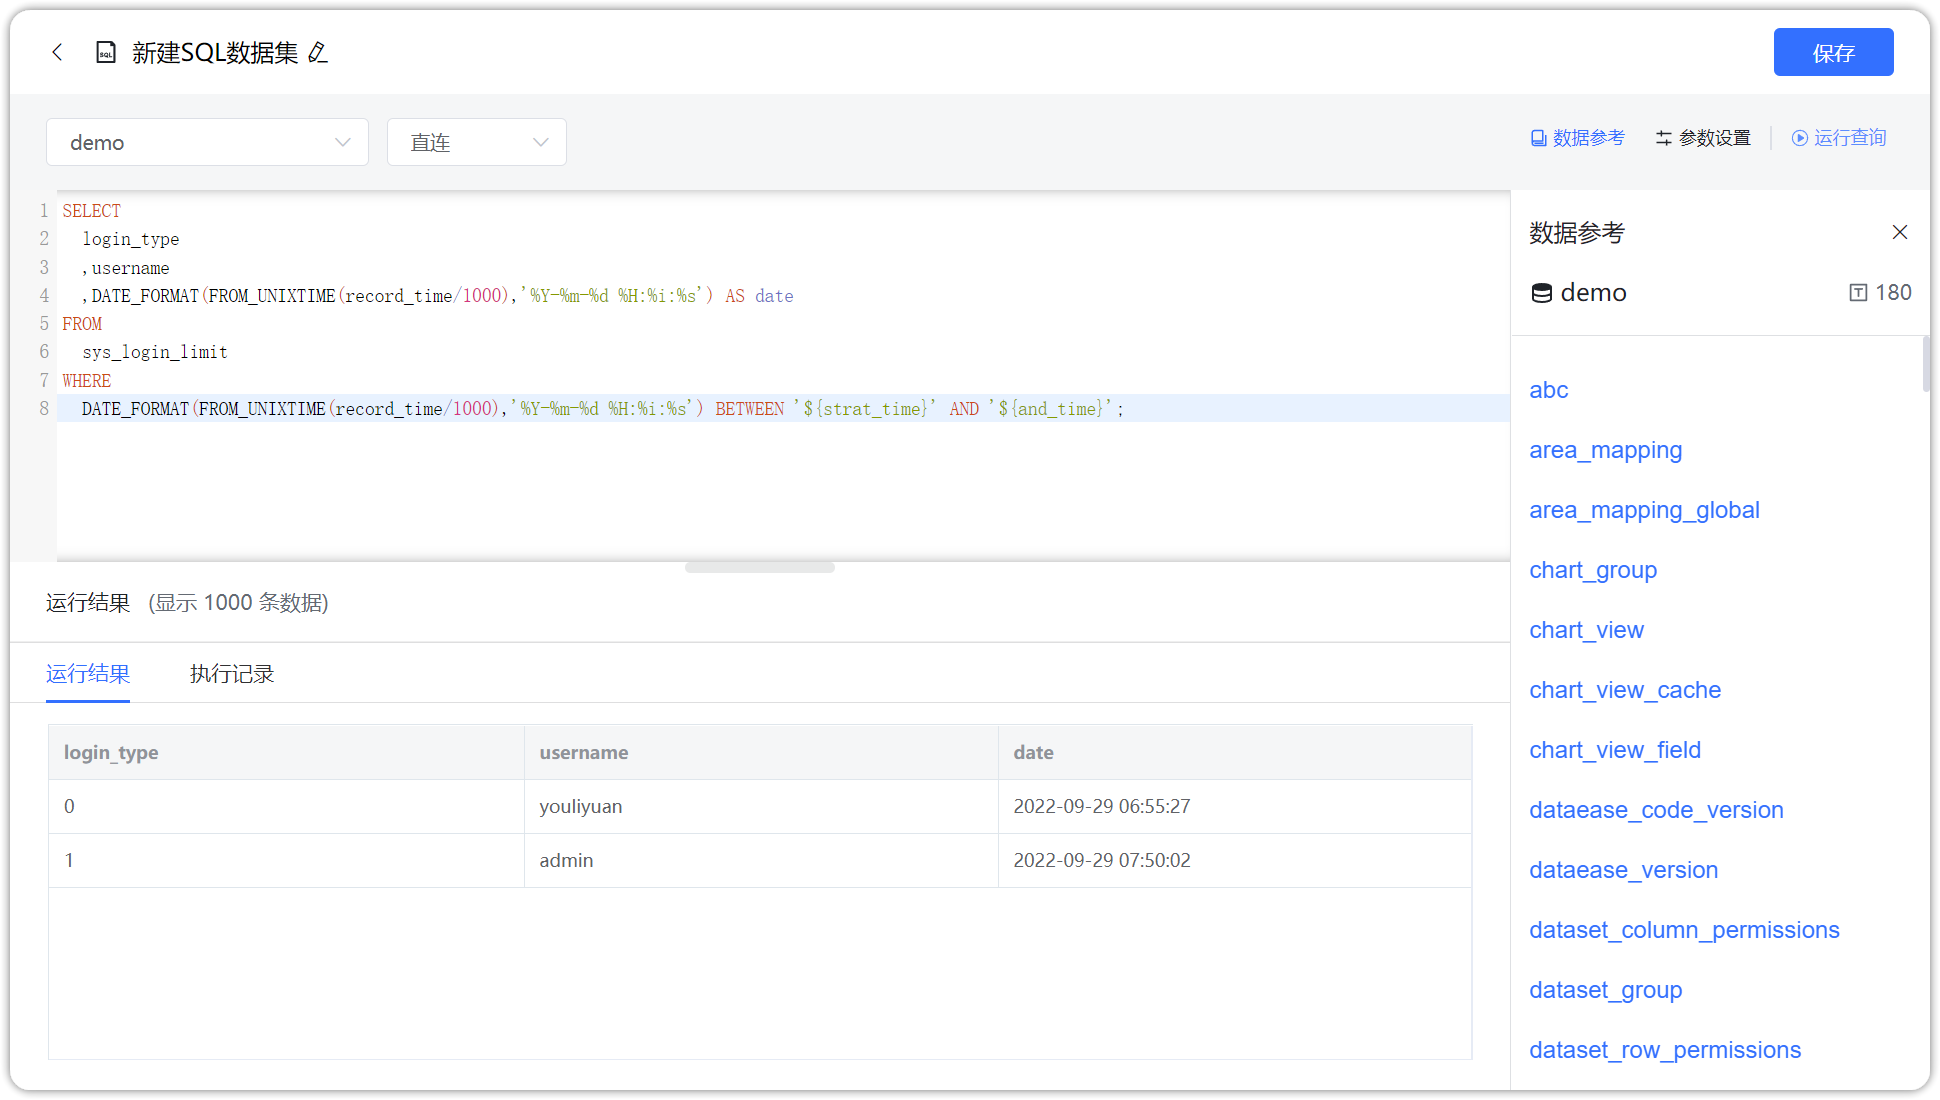 新建SQL数据集
保存
demo
直连
数据参考
参数设置
运行查询
1 SELECT
2 login_type
3 ,username
4 ,DATE_FORMAT(FROM_UNIXTIME(record_time/1000),'%Y-%m-%d %H:%i:%s') AS date
5 FROM
6 sys_login_limit
7 WHERE
8 DATE_FORMAT(FROM_UNIXTIME(record_time/1000),'%Y-%m-%d %H:%i:%s') BETWEEN '${strat_time}' AND '${and_time}';
运行结果 (显示 1000 条数据)
运行结果 执行记录
login_type username date
0 youliyuan 2022-09-29 06:55:27
1 admin 2022-09-29 07:50:02
数据参考
demo 180
abc
area_mapping
area_mapping_global
chart_group
chart_view
chart_view_cache
chart_view_field
dataease_code_version
dataease_version
dataset_column_permissions
dataset_group
dataset_row_permissions